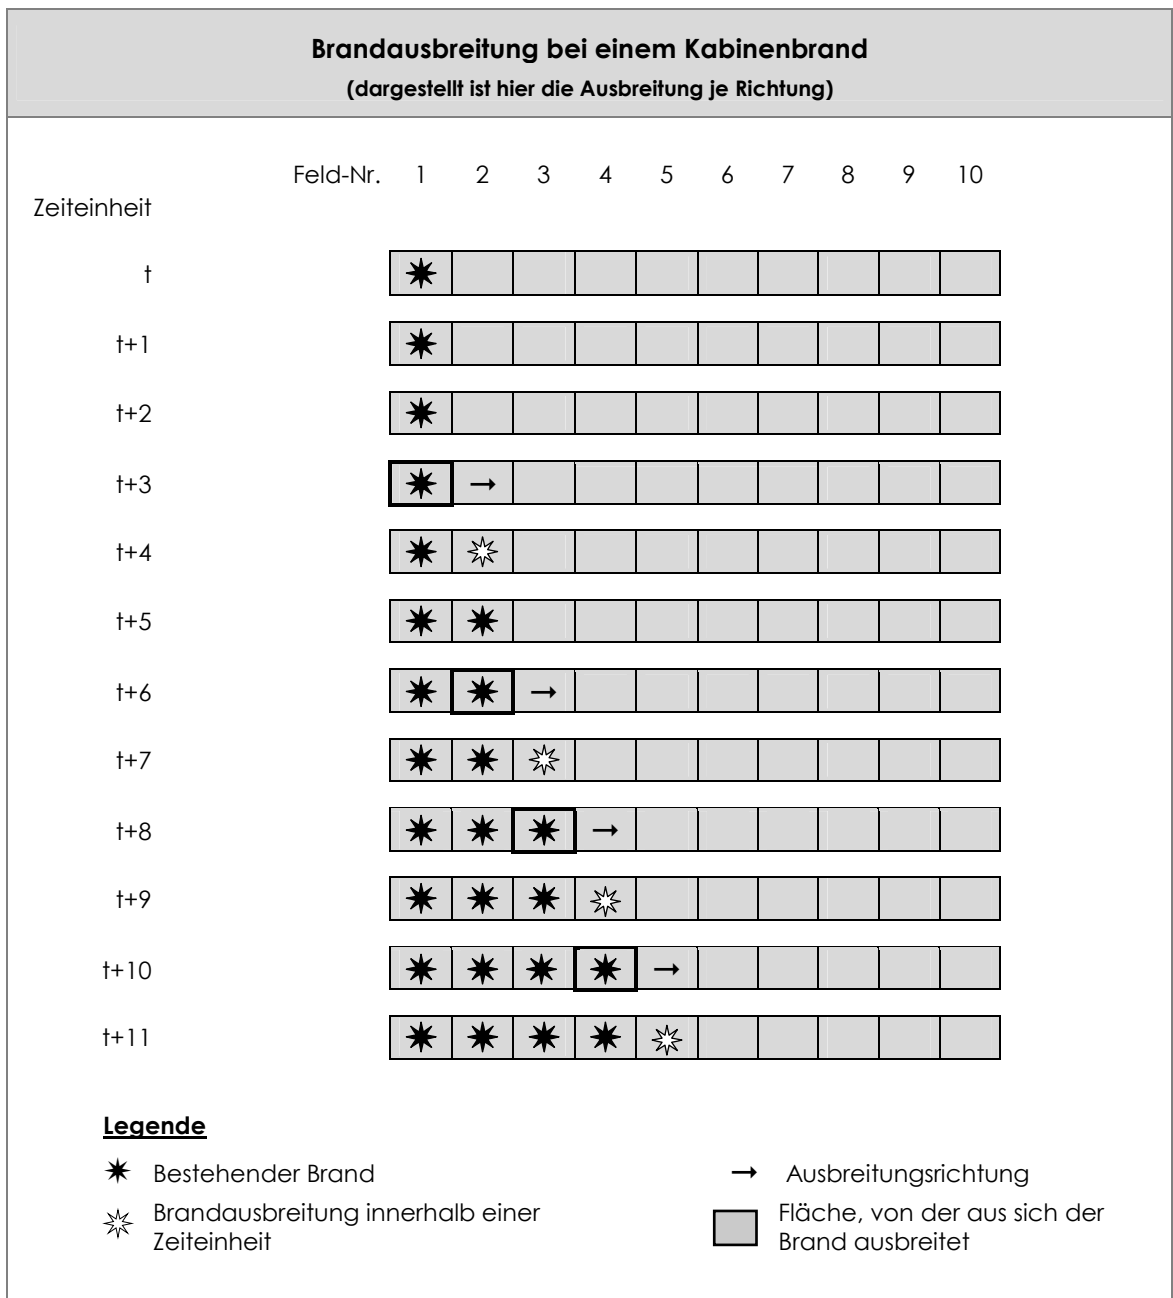 Brandausbreitung bei einem Kabinenbrand
(dargestellt ist hier die Ausbreitung je Richtung)
Feld-Nr. 1 2 3 4 5 6 7 8 9 10
Zeiteinheit
t
t+1
t+2
t+3
t+4
t+5
t+6
t+7
t+8
t+9
t+10
t+11
Legende
Bestehender Brand
Ausbreitungsrichtung
Brandausbreitung innerhalb einer
Zeiteinheit
Fläche, von der aus sich der
Brand ausbreitet